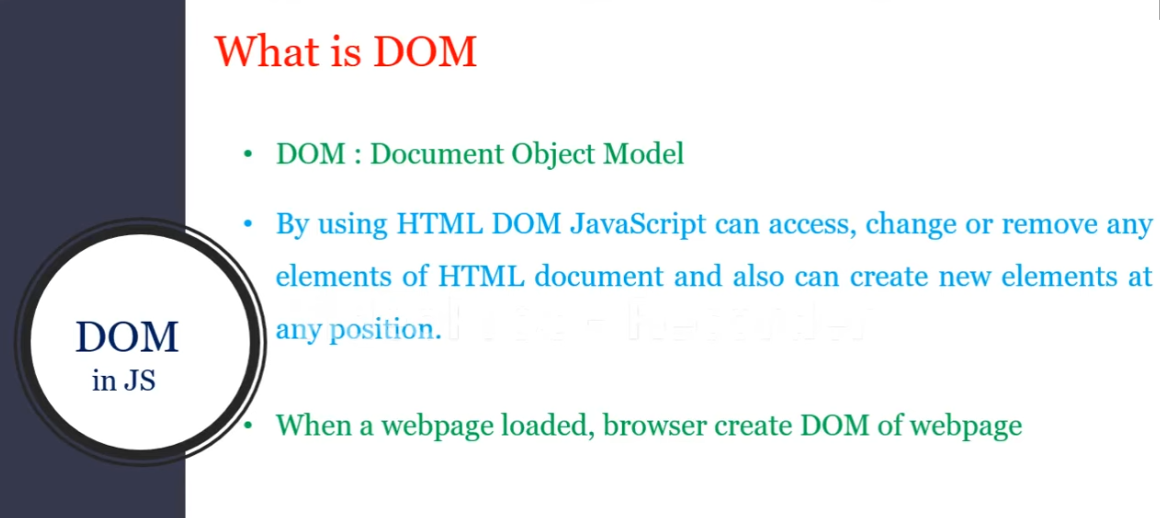 What is DOM
• DOM : Document Object Model
• By using HTML DOM JavaScript can access, change or remove any
elements of HTML document and also can create new elements at
any position.
• When a webpage loaded, browser create DOM of webpage
DOM
in JS